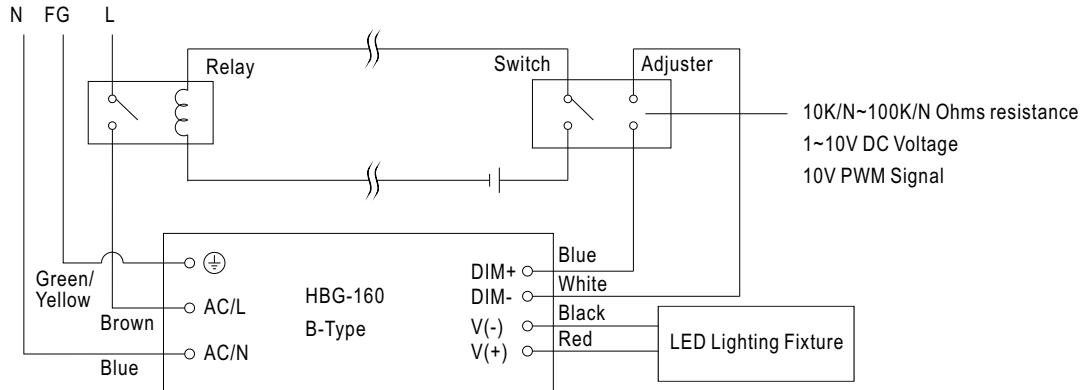 N FG L
Relay
Switch
Adjuster
10K/N~100K/N Ohms resistance
1~10V DC Voltage
10V PWM Signal
Green/
Yellow
Brown
Blue
AC/L
AC/N
HBG-160
B-Type
DIM+
DIM-
V(-)
V(+)
Blue
White
Black
Red
LED Lighting Fixture